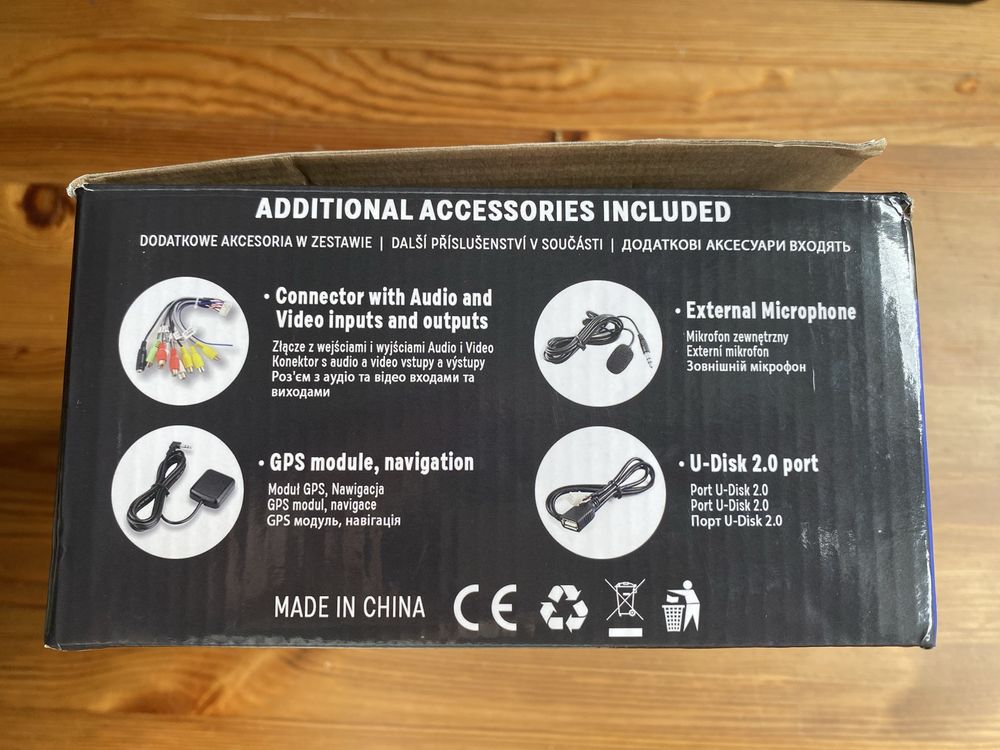 ADDITIONAL ACCESSORIES INCLUDED
DODATKOWE AKCESORIA W ZESTAWIE | DALŠÍ PŘÍSLUŠENSTVÍ V SOUČÁSTI | ДОДАТКОВІ АКСЕСУАРИ ВХОДЯТЬ
• Connector with Audio and
Video inputs and outputs
Złącze z wejściami i wyjściami Audio i Video
Konektor s audio a video vstupy a výstupy
Роз'єм з аудіо та відео входами та
виходами
• External Microphone
Mikrofon zewnętrzny
Externí mikrofon
Зовнішній мікрофон
• GPS module, navigation
Moduł GPS, Nawigacja
GPS modul, navigace
GPS модуль, навігація
• U-Disk 2.0 port
Port U-Disk 2.0
Port U-Disk 2.0
Порт U-Disk 2.0
MADE IN CHINA CE